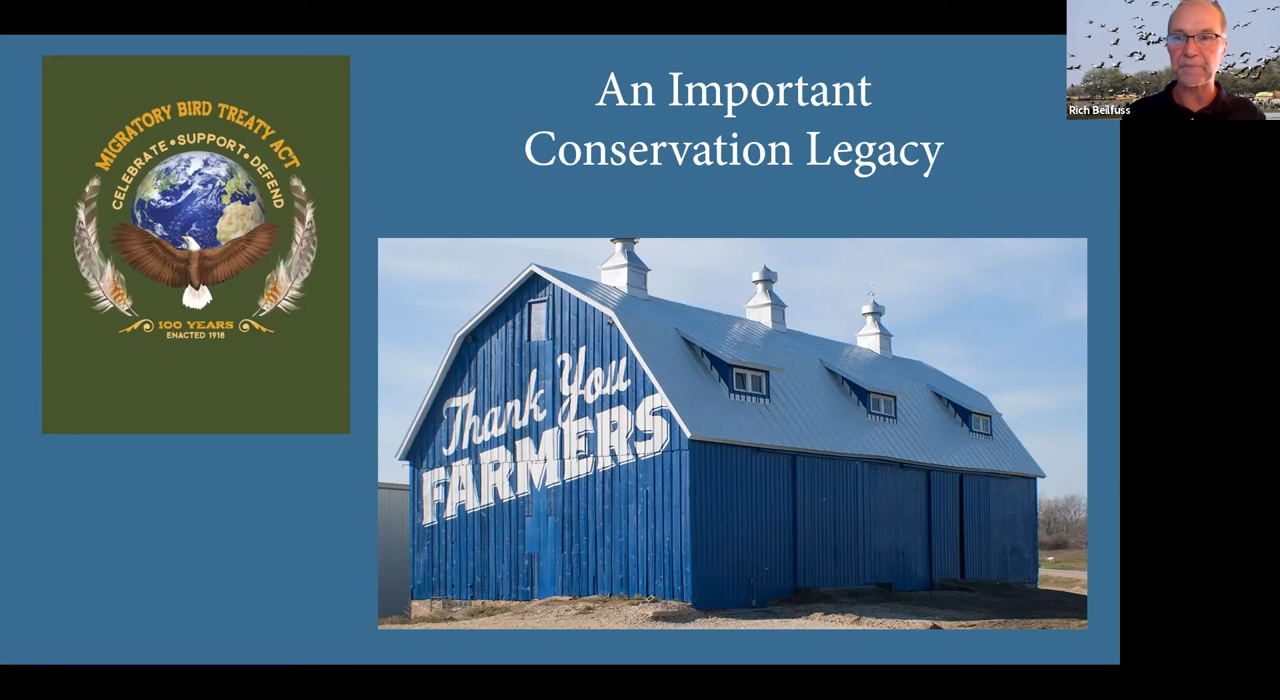 An Important
Conservation Legacy
MIGRATORY BIRD TREATY ACT
CELEBRATE • SUPPORT • DEFEND
100 YEARS
ENACTED 1918
Thank You
FARMERS
Rich Beilfuss